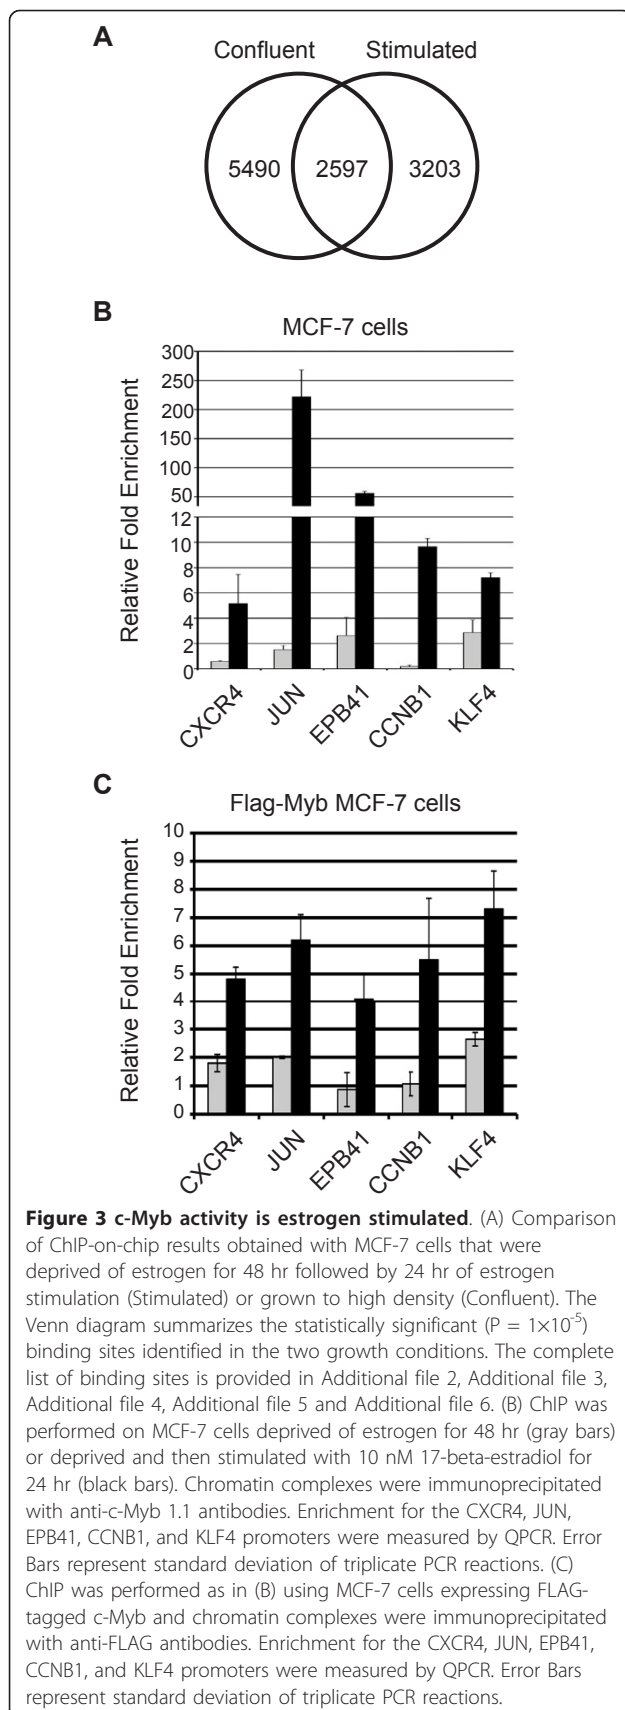 A
Confluent Stimulated
5490 2597 3203
B
MCF-7 cells
Relative Fold Enrichment
300
250
200
150
100
50
12
10
8
6
4
2
0
CXCR4 JUN EPB41 CCNB1 KLF4
C
Flag-Myb MCF-7 cells
Relative Fold Enrichment
10
9
8
7
6
5
4
3
2
1
0
CXCR4 JUN EPB41 CCNB1 KLF4
Figure 3 c-Myb activity is estrogen stimulated. (A) Comparison
of ChIP-on-chip results obtained with MCF-7 cells that were
deprived of estrogen for 48 hr followed by 24 hr of estrogen
stimulation (Stimulated) or grown to high density (Confluent). The
Venn diagram summarizes the statistically significant (P = 1×10⁻⁵)
binding sites identified in the two growth conditions. The complete
list of binding sites is provided in Additional file 2, Additional file 3,
Additional file 4, Additional file 5 and Additional file 6. (B) ChIP was
performed on MCF-7 cells deprived of estrogen for 48 hr (gray bars)
or deprived and then stimulated with 10 nM 17-beta-estradiol for
24 hr (black bars). Chromatin complexes were immunoprecipitated
with anti-c-Myb 1.1 antibodies. Enrichment for the CXCR4, JUN,
EPB41, CCNB1, and KLF4 promoters were measured by QPCR. Error
Bars represent standard deviation of triplicate PCR reactions. (C)
ChIP was performed as in (B) using MCF-7 cells expressing FLAG-
tagged c-Myb and chromatin complexes were immunoprecipitated
with anti-FLAG antibodies. Enrichment for the CXCR4, JUN, EPB41,
CCNB1, and KLF4 promoters were measured by QPCR. Error Bars
represent standard deviation of triplicate PCR reactions.